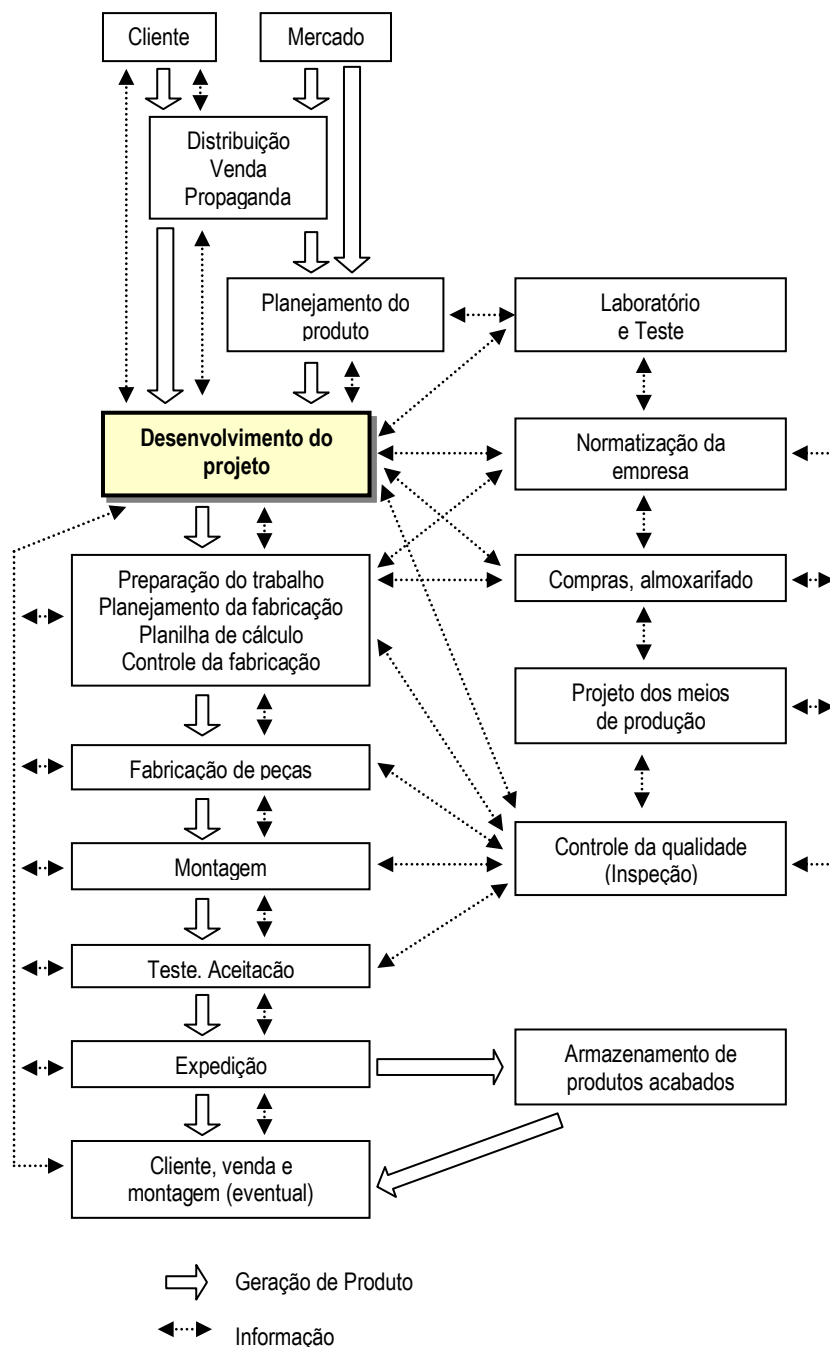 Cliente
Mercado
Distribuição
Venda
Propaganda
Planejamento do
produto
Laboratório
e Teste
Desenvolvimento do
projeto
Normatização da
empresa
Preparação do trabalho
Planejamento da fabricação
Planilha de cálculo
Controle da fabricação
Compras, almoxarifado
Projeto dos meios
de produção
Fabricação de peças
Controle da qualidade
(Inspeção)
Montagem
Teste. Aceitacão
Expedição
Armazenamento de
produtos acabados
Cliente, venda e
montagem (eventual)
Geração de Produto
Informação